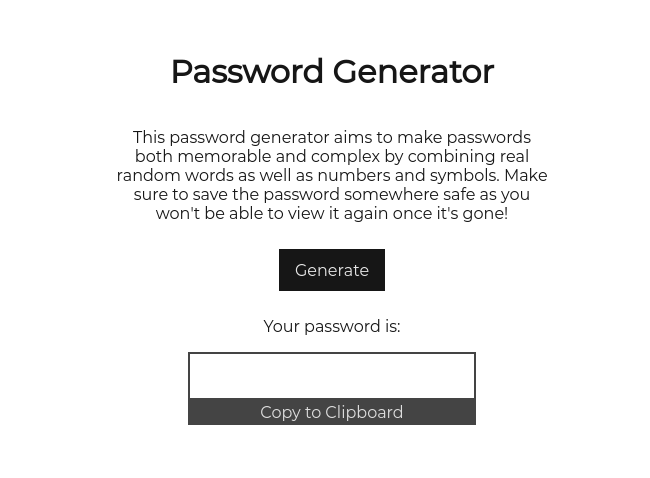 Password Generator
This password generator aims to make passwords
both memorable and complex by combining real
random words as well as numbers and symbols. Make
sure to save the password somewhere safe as you
won't be able to view it again once it's gone!
Generate
Your password is:
Copy to Clipboard